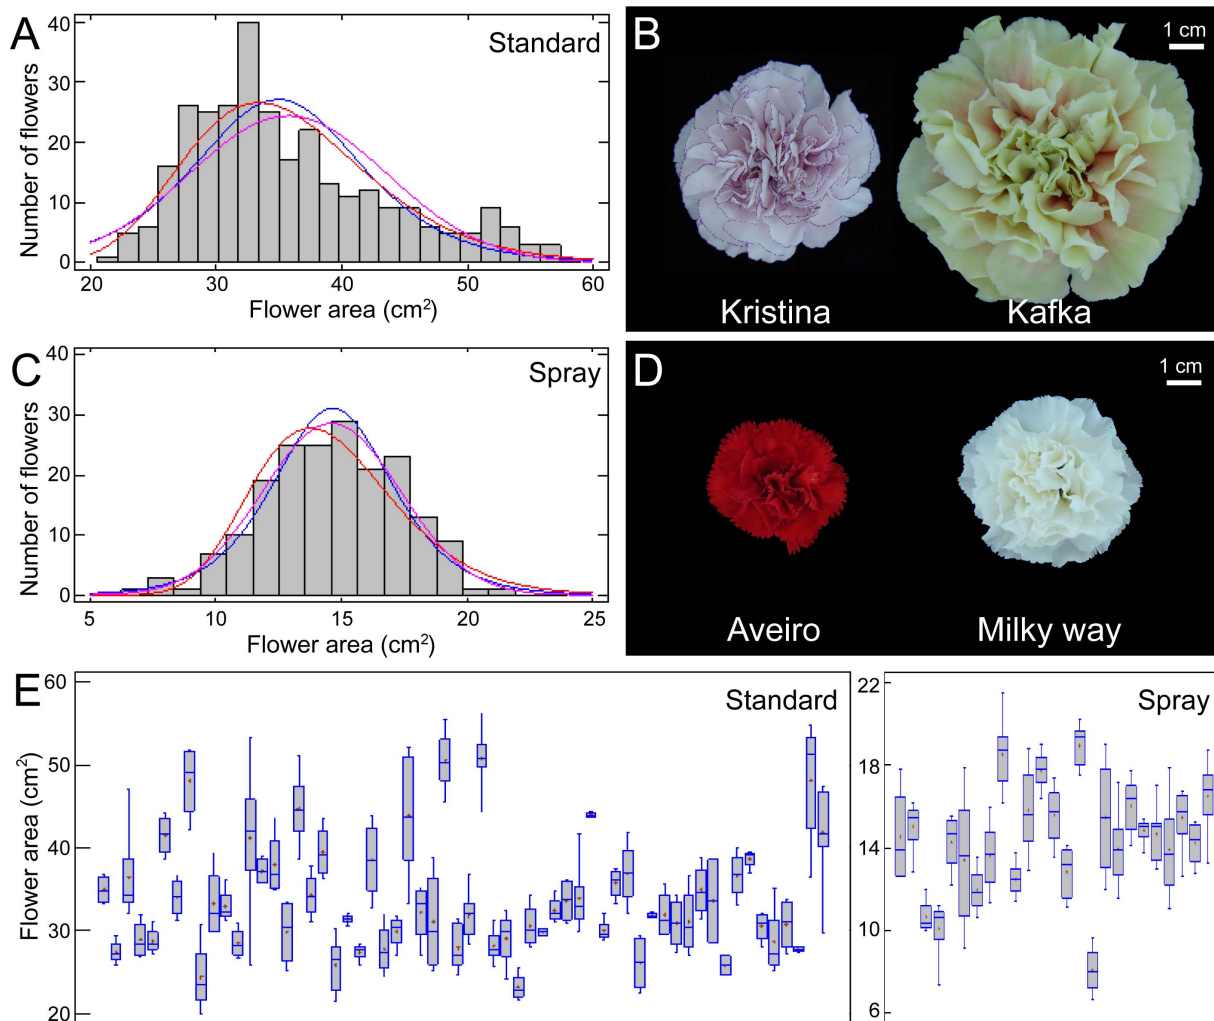 A
Standard
40
30
20
10
0
Number of flowers
20 30 40 50 60
Flower area (cm²)
B
1 cm
Kristina
Kafka
C
Spray
40
30
20
10
0
Number of flowers
5 10 15 20 25
Flower area (cm²)
D
1 cm
Aveiro
Milky way
E
Standard
60
50
40
30
20
Flower area (cm²)
Spray
22
18
14
10
6